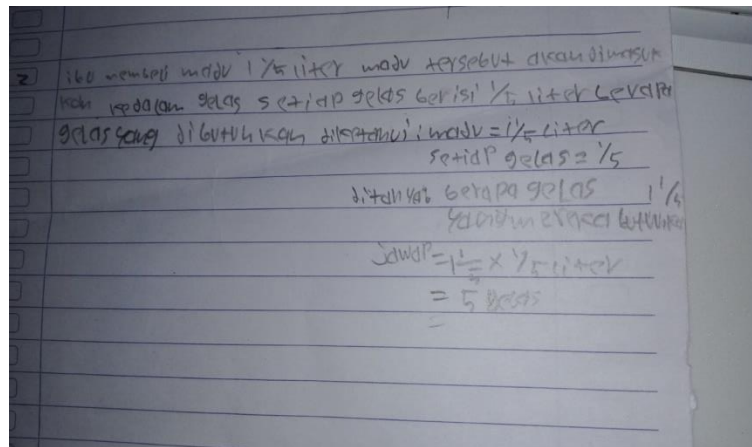 2 ibu membeli madu 1 1/5 liter madu tersebut akan dimasuk
kan kedalam gelas setiap gelas berisi 1/5 liter berapa
gelas yang dibutuhkan diketahui: madu = 1 1/5 liter
setiap gelas = 1/5
ditanya: berapa gelas 1 1/5
Jawab = 1 1/5 x 1/5 liter
= 5 gelas
=